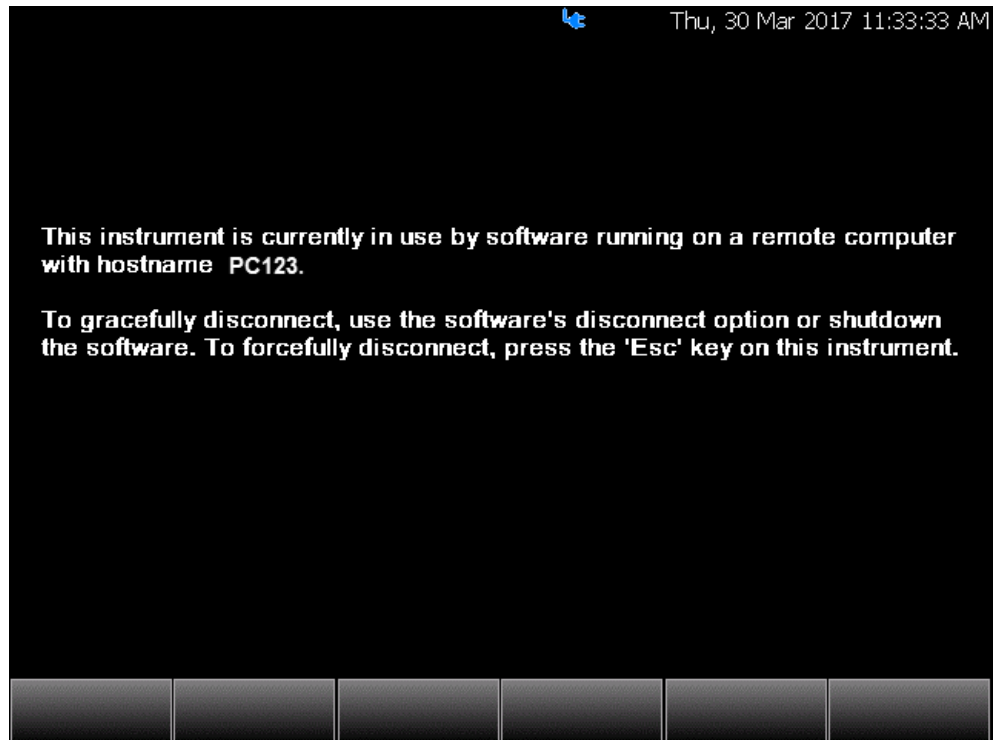 Thu, 30 Mar 2017 11:33:33 AM
This instrument is currently in use by software running on a remote computer
with hostname PC123.
To gracefully disconnect, use the software's disconnect option or shutdown
the software. To forcefully disconnect, press the 'Esc' key on this instrument.